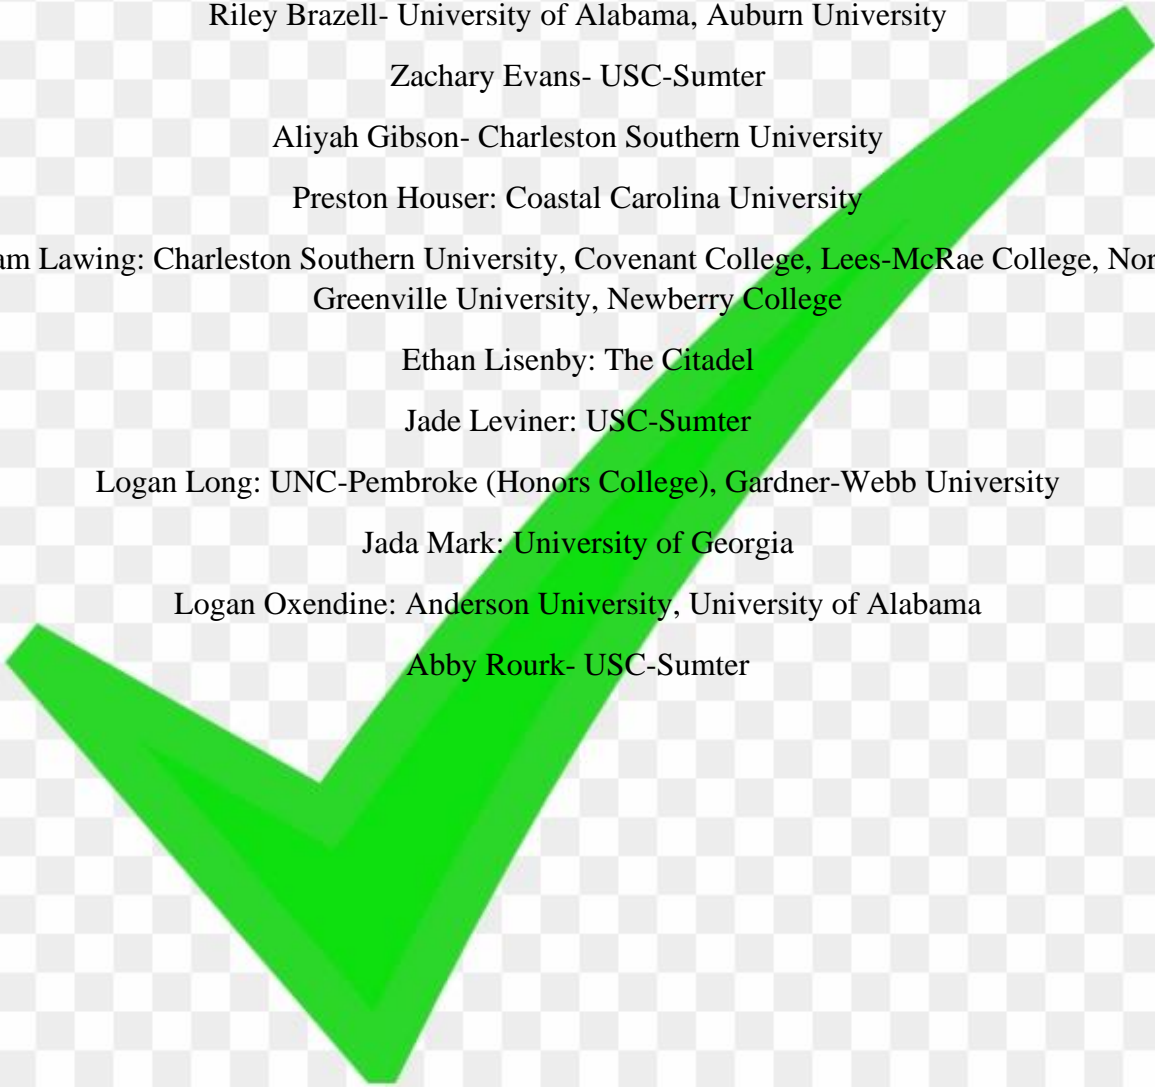 Riley Brazell- University of Alabama, Auburn University
Zachary Evans- USC-Sumter
Aliyah Gibson- Charleston Southern University
Preston Houser: Coastal Carolina University
am Lawing: Charleston Southern University, Covenant College, Lees-McRae College, Nor
Greenville University, Newberry College
Ethan Lisenby: The Citadel
Jade Leviner: USC-Sumter
Logan Long: UNC-Pembroke (Honors College), Gardner-Webb University
Jada Mark: University of Georgia
Logan Oxendine: Anderson University, University of Alabama
Abby Rourk- USC-Sumter